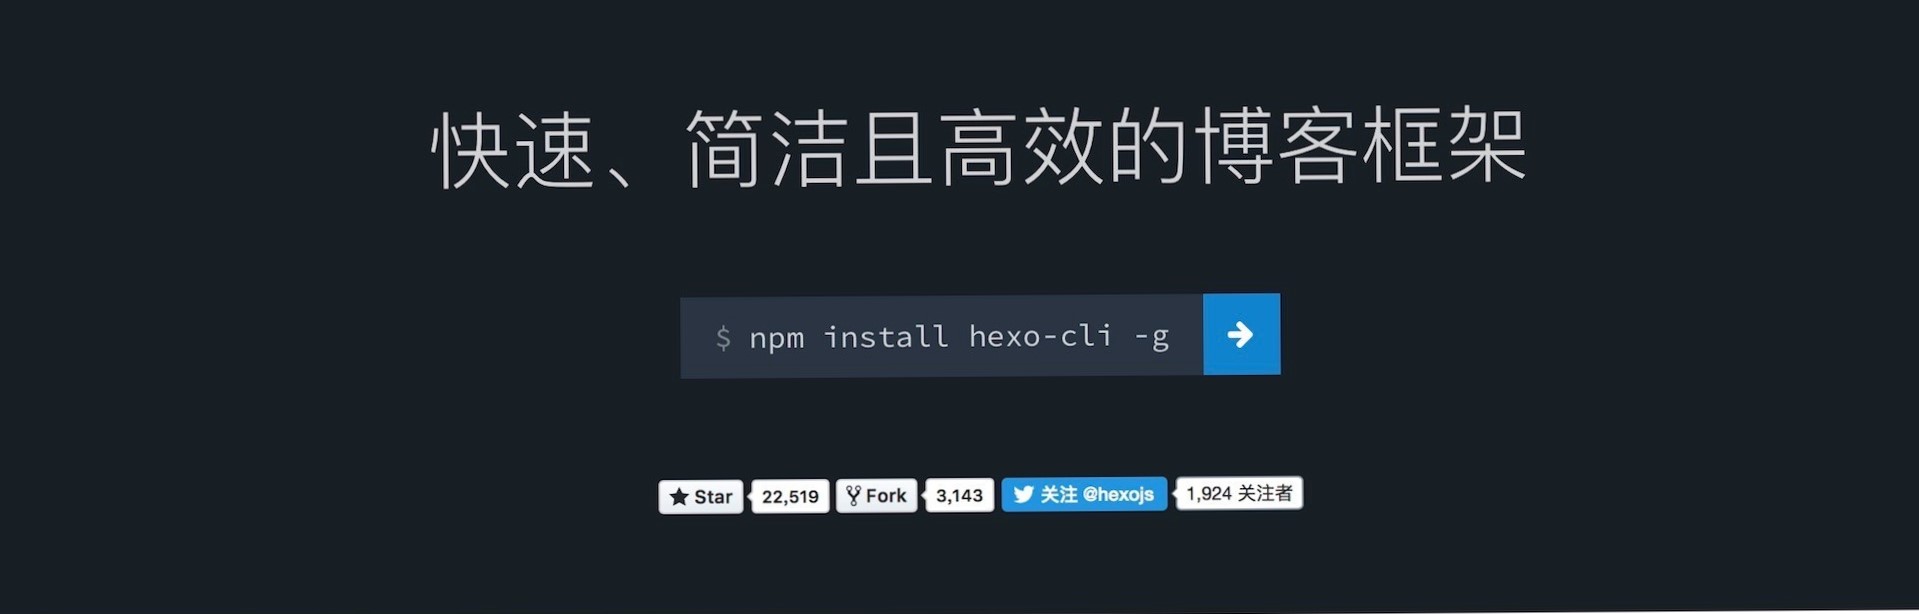 快速、简洁且高效的博客框架
$ npm install hexo-cli -g
Star 22,519 Fork 3,143 关注 @hexojs 1,924 关注者